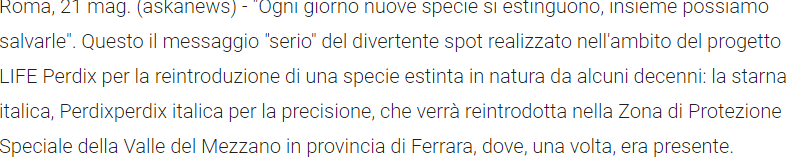 Roma, 21 mag. (askanews) - "Ogni giorno nuove specie si estinguono, insieme possiamo
salvarle". Questo il messaggio "serio" del divertente spot realizzato nell'ambito del progetto
LIFE Perdix per la reintroduzione di una specie estinta in natura da alcuni decenni: la starna
italica, Perdixperdix italica per la precisione, che verrà reintrodotta nella Zona di Protezione
Speciale della Valle del Mezzano in provincia di Ferrara, dove, una volta, era presente.